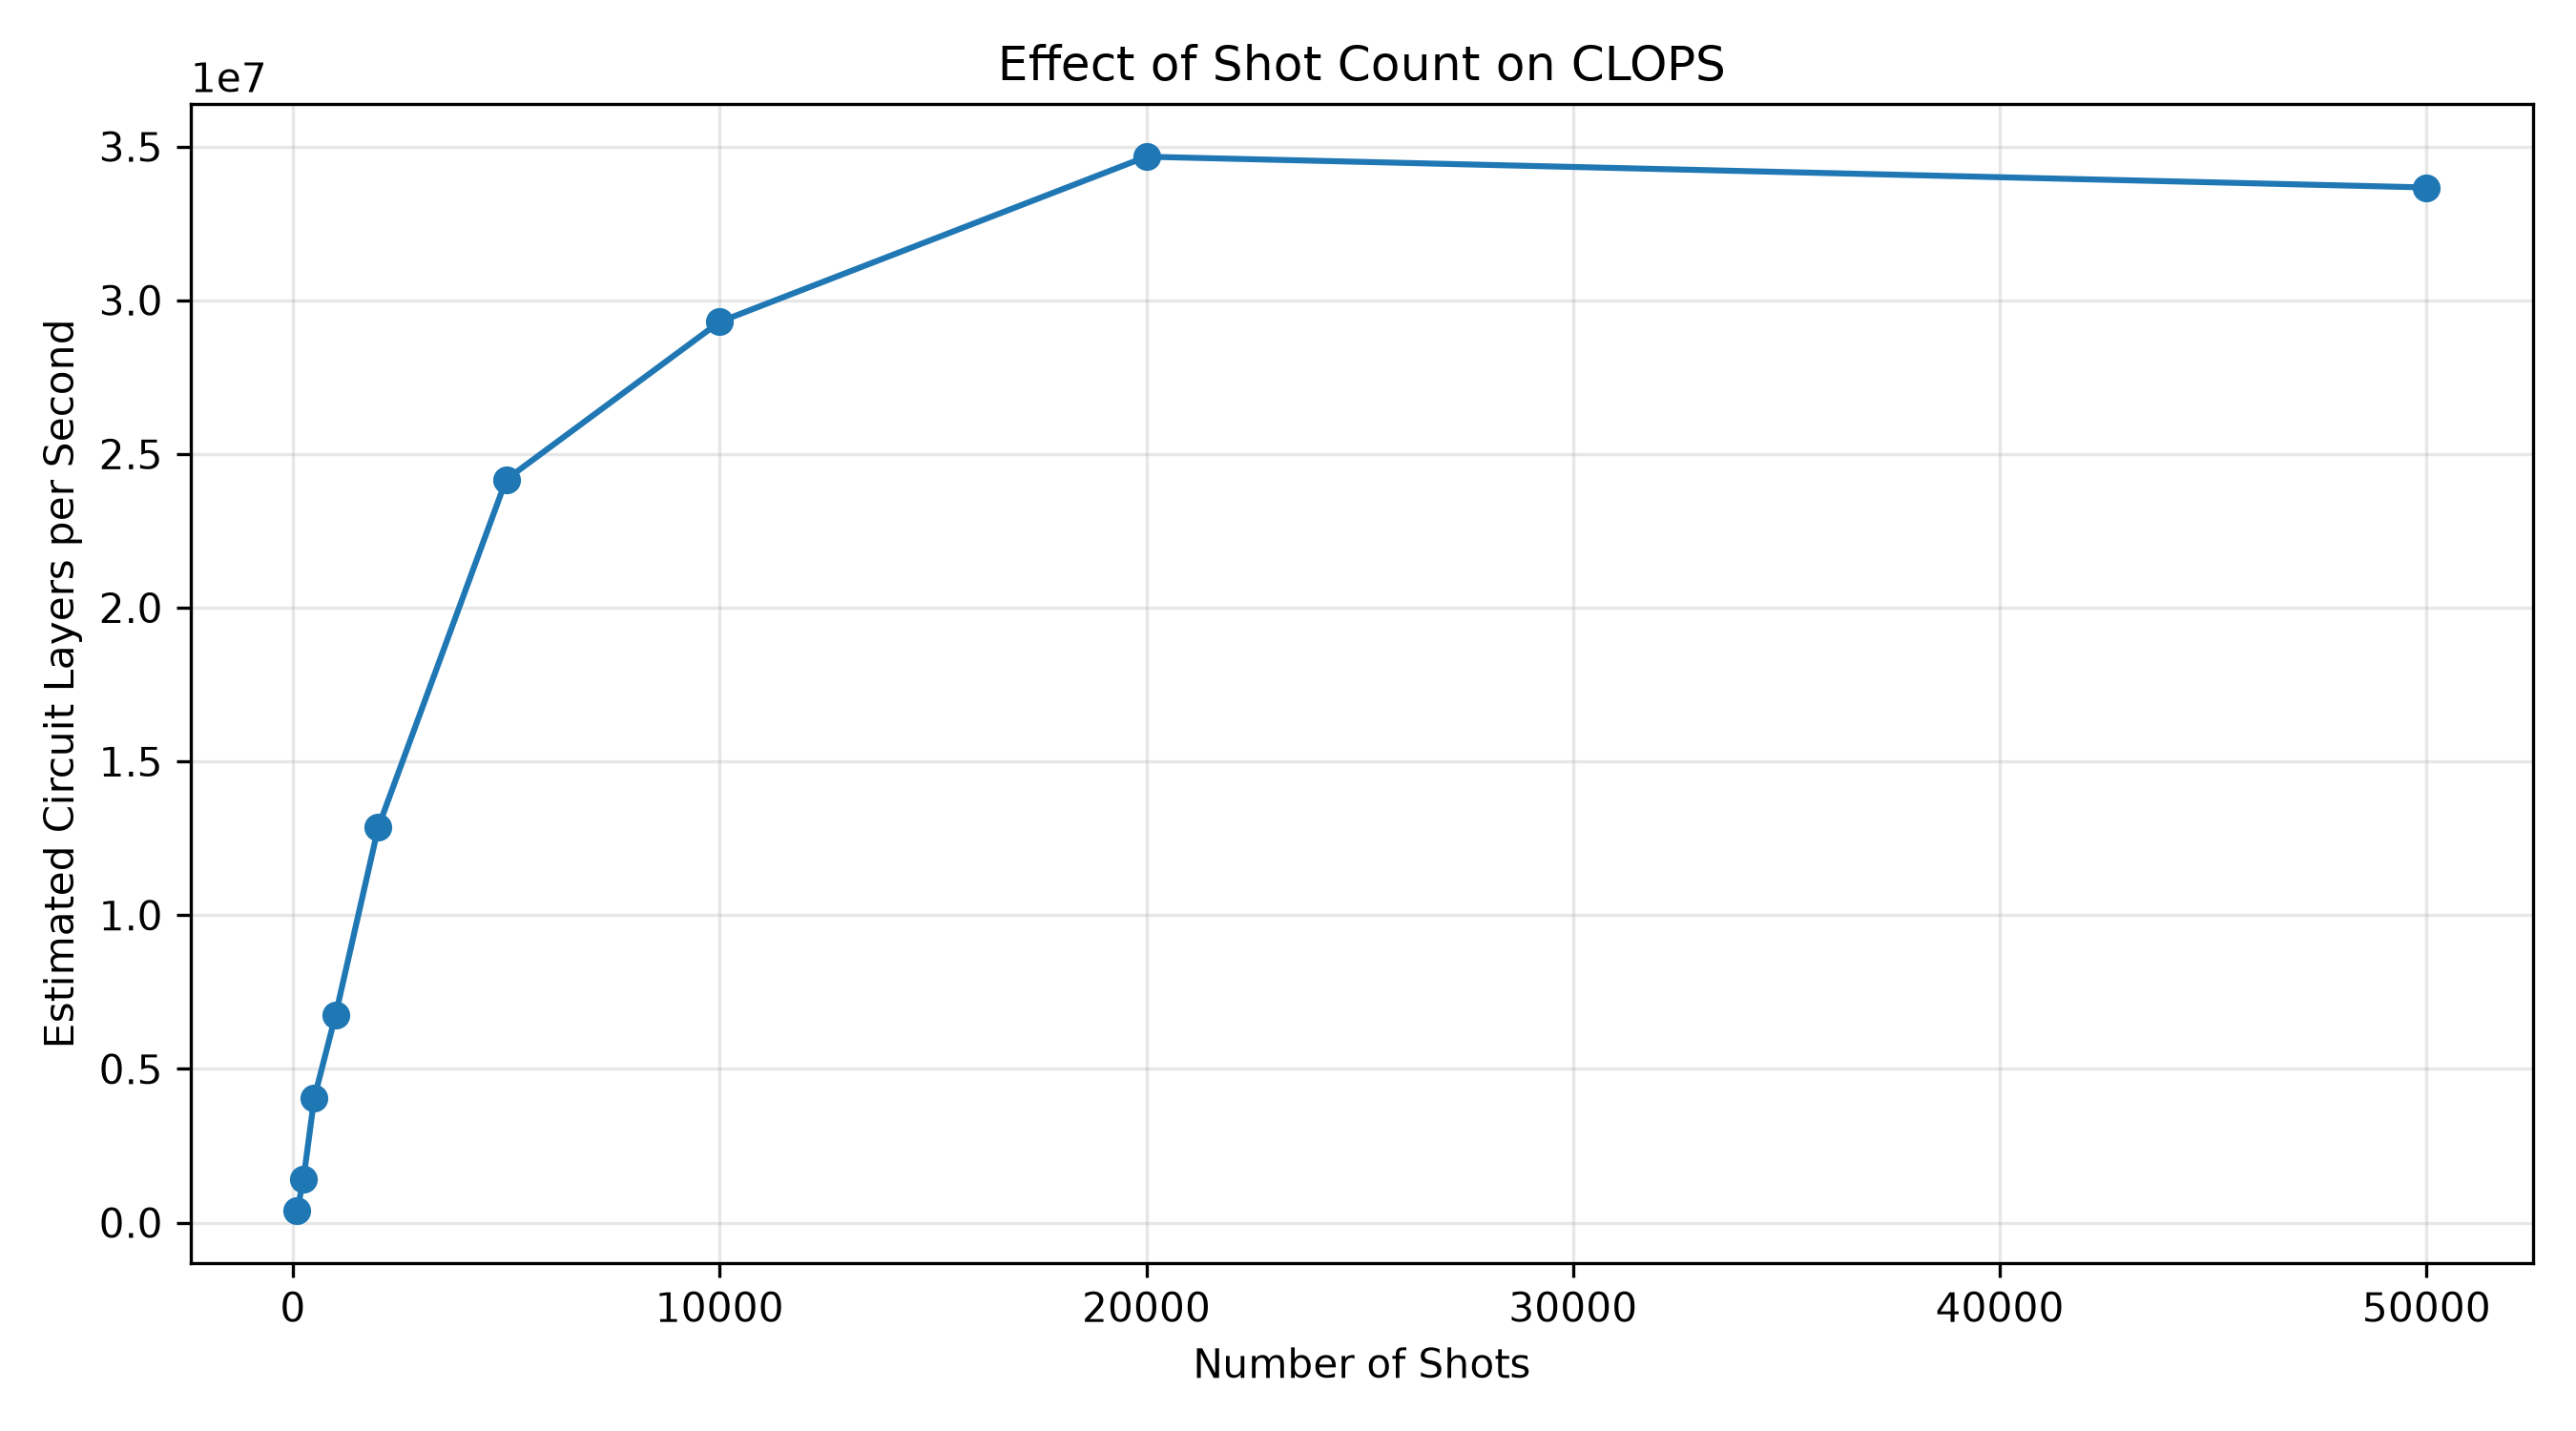 Effect of Shot Count on CLOPS
1e7
3.5
3.0
2.5
2.0
1.5
1.0
0.5
0.0
Estimated Circuit Layers per Second
0 10000 20000 30000 40000 50000
Number of Shots